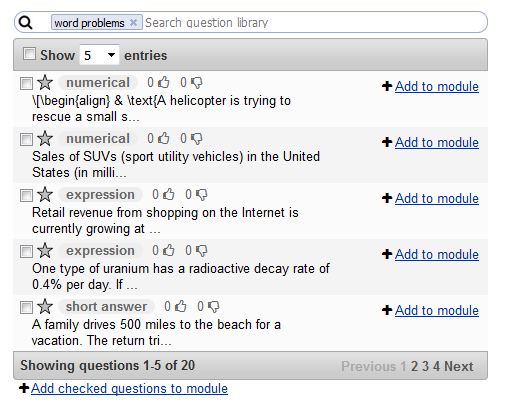 word problems × Search question library
Show 5 entries
numerical 0 0
+ Add to module
\[\begin{align} & \text{A helicopter is trying to
rescue a small s...
numerical 0 0
+ Add to module
Sales of SUVs (sport utility vehicles) in the United
States (in milli...
expression 0 0
+ Add to module
Retail revenue from shopping on the Internet is
currently growing at ...
expression 0 0
+ Add to module
One type of uranium has a radioactive decay rate of
0.4% per day. If ...
short answer 0 0
+ Add to module
A family drives 500 miles to the beach for a
vacation. The return tri...
Showing questions 1-5 of 20
Previous 1 2 3 4 Next
+ Add checked questions to module